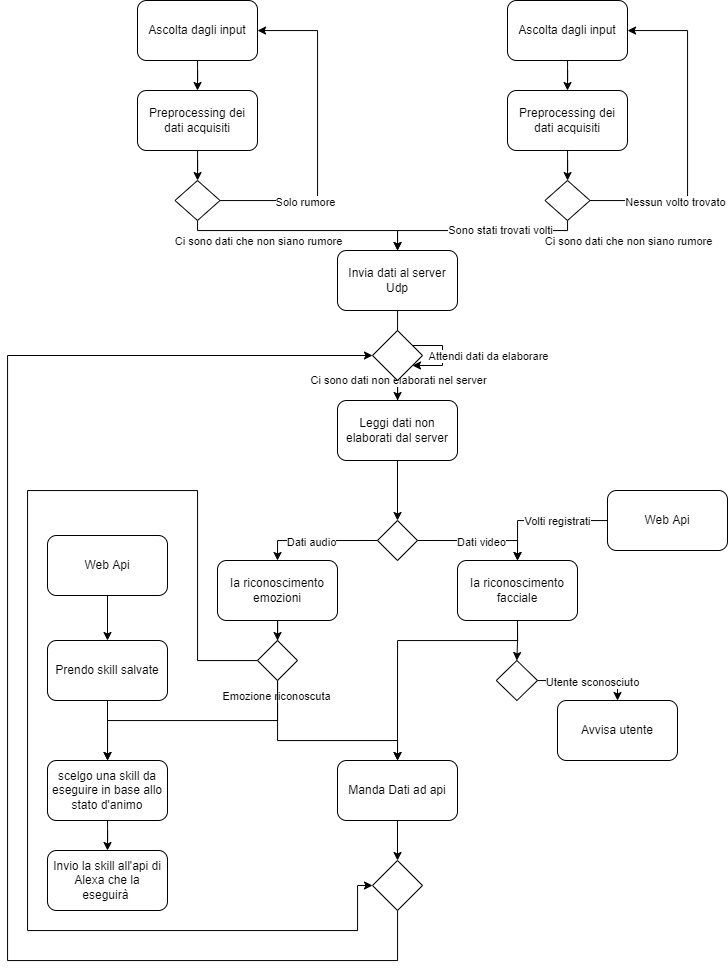 Ascolta dagli input
Ascolta dagli input
Preprocessing dei
dati acquisiti
Preprocessing dei
dati acquisiti
Solo rumore
Nessun volto trovato
Sono stati trovati volti
Ci sono dati che non siano rumore
Ci sono dati che non siano rumore
Invia dati al server
Udp
Attendi dati da elaborare
Ci sono dati non elaborati nel server
Leggi dati non
elaborati dal server
Volti registrati
Web Api
Dati audio
Dati video
Web Api
Ia riconoscimento
emozioni
Ia riconoscimento
facciale
Prendo skill salvate
Utente sconosciuto
Emozione riconoscuta
Avvisa utente
scelgo una skill da
eseguire in base allo
stato d'animo
Manda Dati ad api
Invio la skill all'api di
Alexa che la
eseguirà